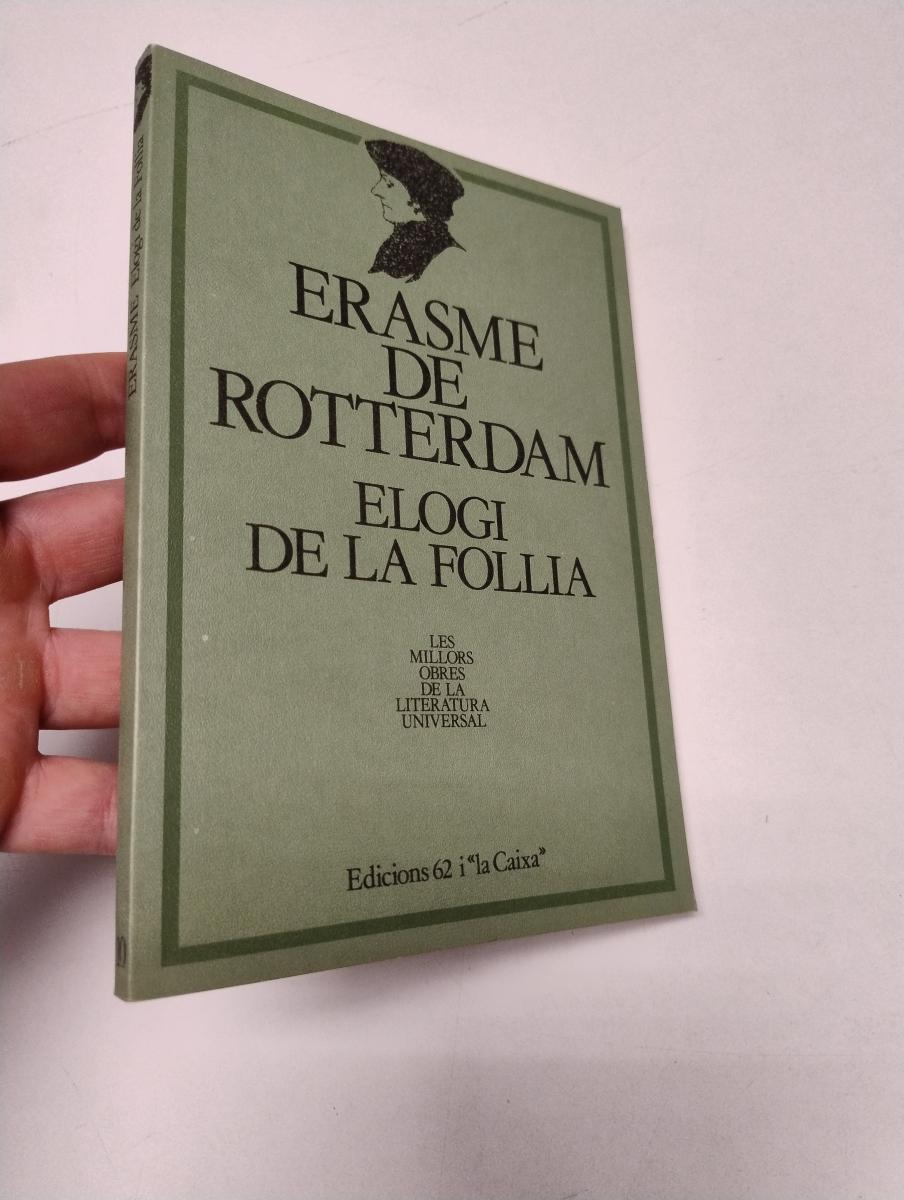 ERASME
DE
ROTTERDAM
ELOGI
DE LA FOLLIA
LES
MILLORS
OBRES
DE LA
LITERATURA
UNIVERSAL
Edicions 62 i "la Caixa"
ERASME Elogi de la follia